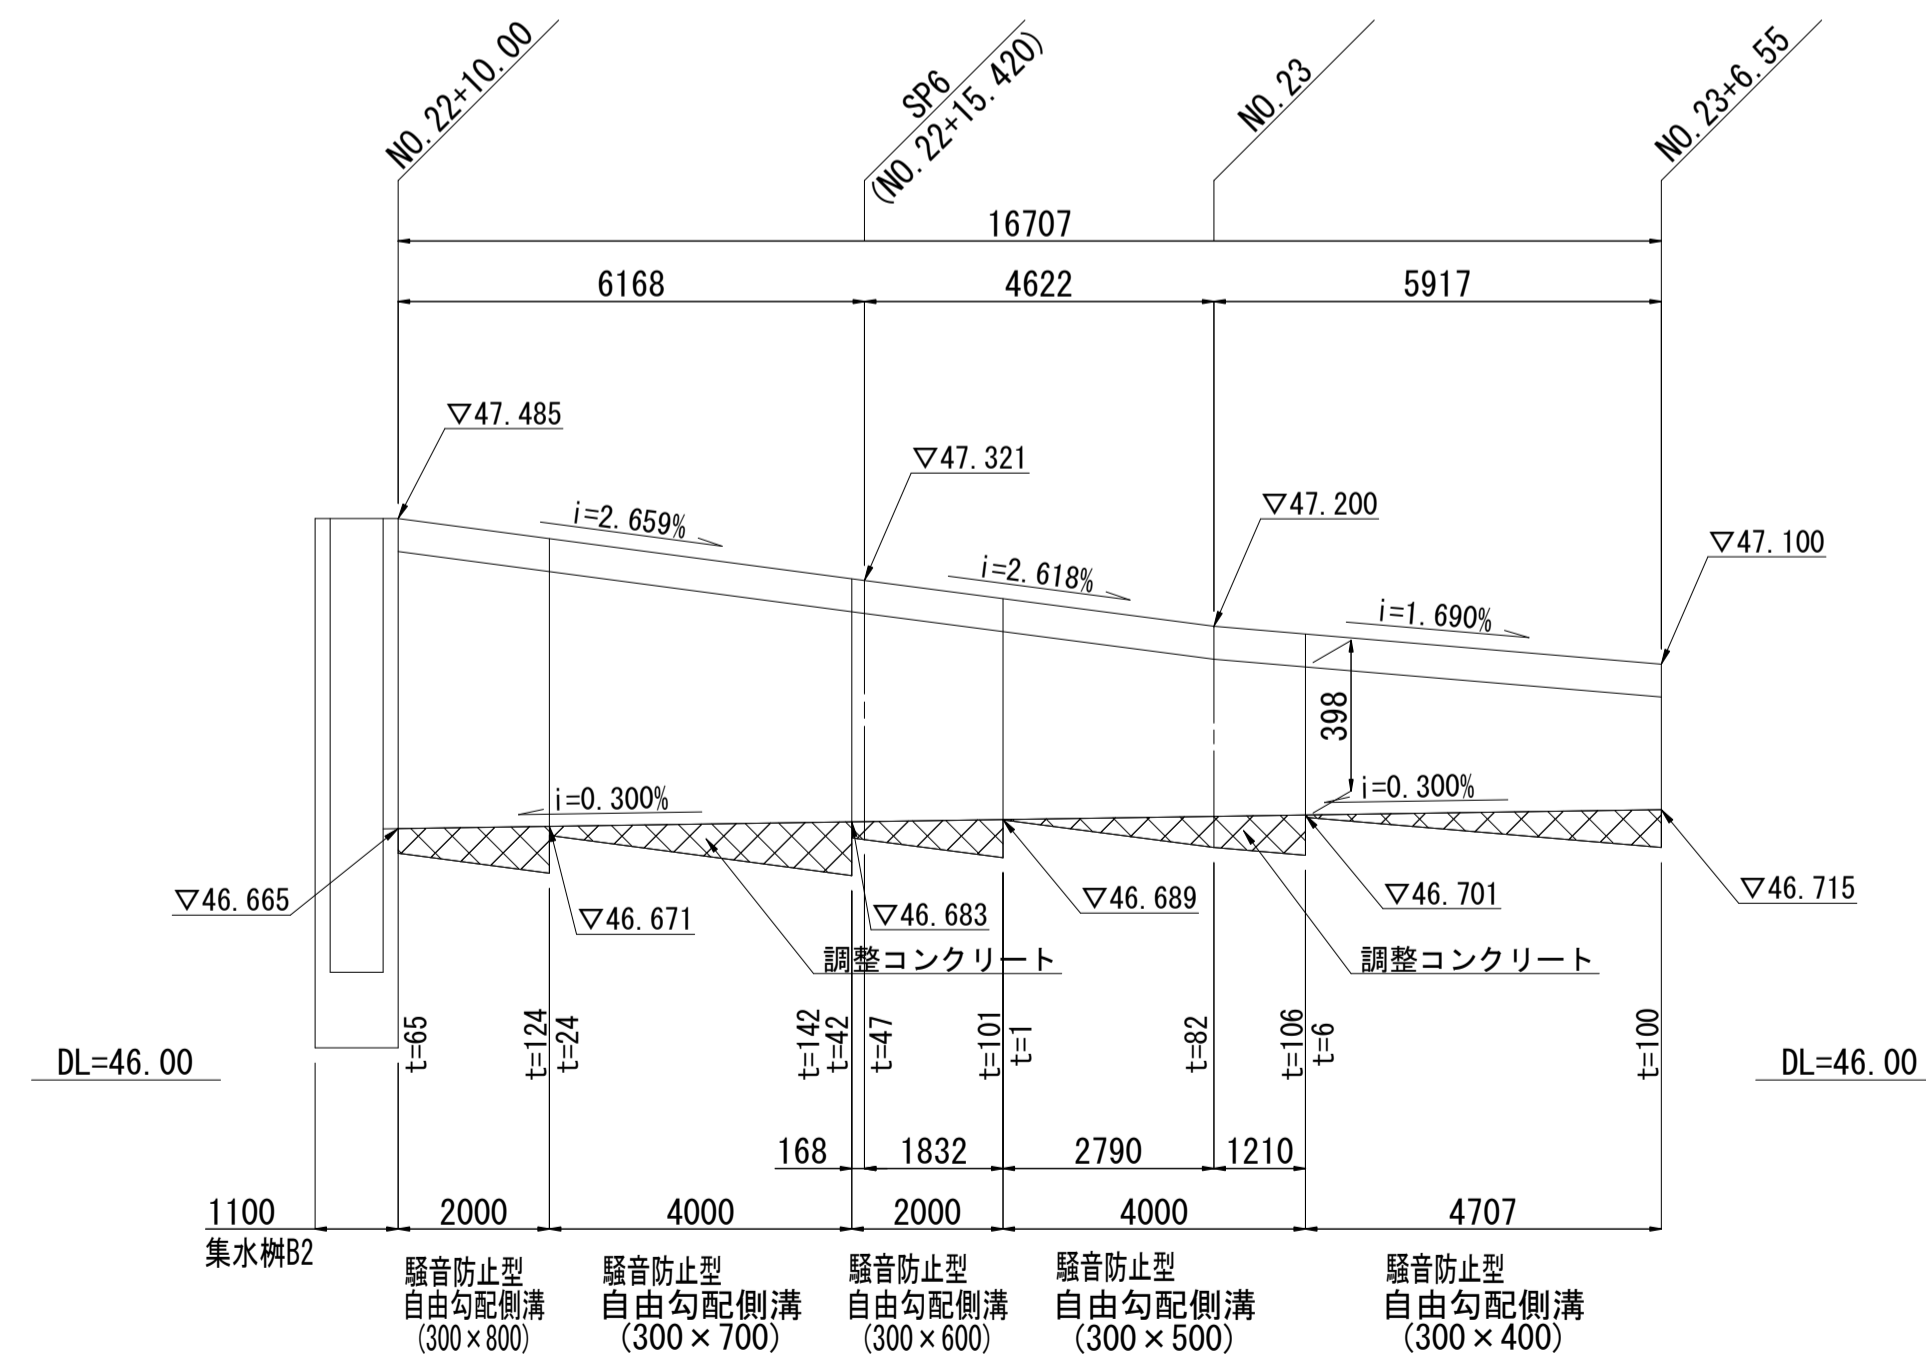 NO.22+10.00
SP6
(NO.22+15.420)
NO.23
NO.23+6.55
16707
6168
4622
5917
▽47.485
▽47.321
▽47.200
▽47.100
i=2.659%
i=2.618%
i=1.690%
398
i=0.300%
i=0.300%
▽46.665
▽46.671
▽46.683
▽46.689
▽46.701
▽46.715
調整コンクリート
調整コンクリート
t=65
t=124
t=24
t=142
t=42
t=47
t=101
t=1
t=82
t=106
t=6
t=100
DL=46.00
DL=46.00
168
1832
2790
1210
1100
2000
4000
2000
4000
4707
集水桝B2
騒音防止型
自由勾配側溝
(300×800)
騒音防止型
自由勾配側溝
(300×700)
騒音防止型
自由勾配側溝
(300×600)
騒音防止型
自由勾配側溝
(300×500)
騒音防止型
自由勾配側溝
(300×400)